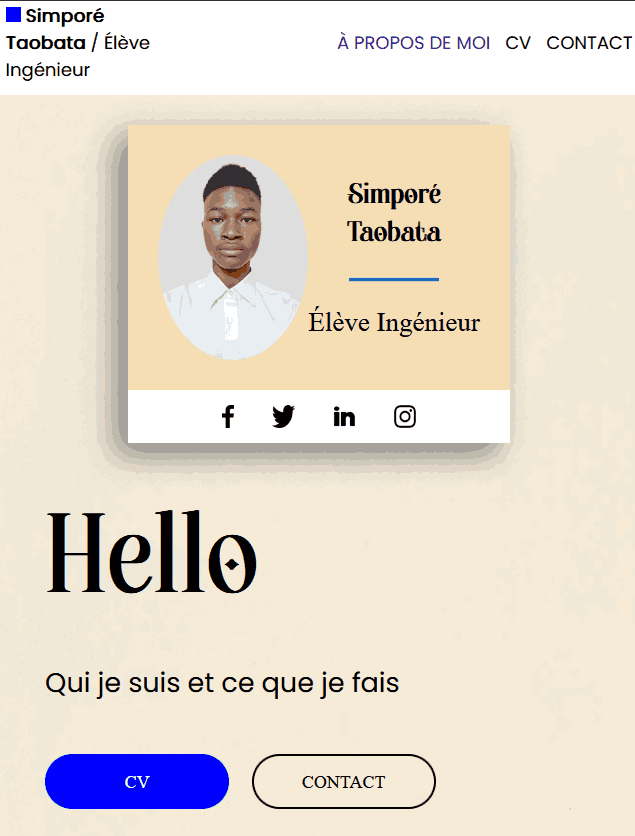 Simporé
Taobata / Élève
Ingénieur
À PROPOS DE MOI CV CONTACT
Simporé
Taobata
Élève Ingénieur
Hello
Qui je suis et ce que je fais
CV CONTACT